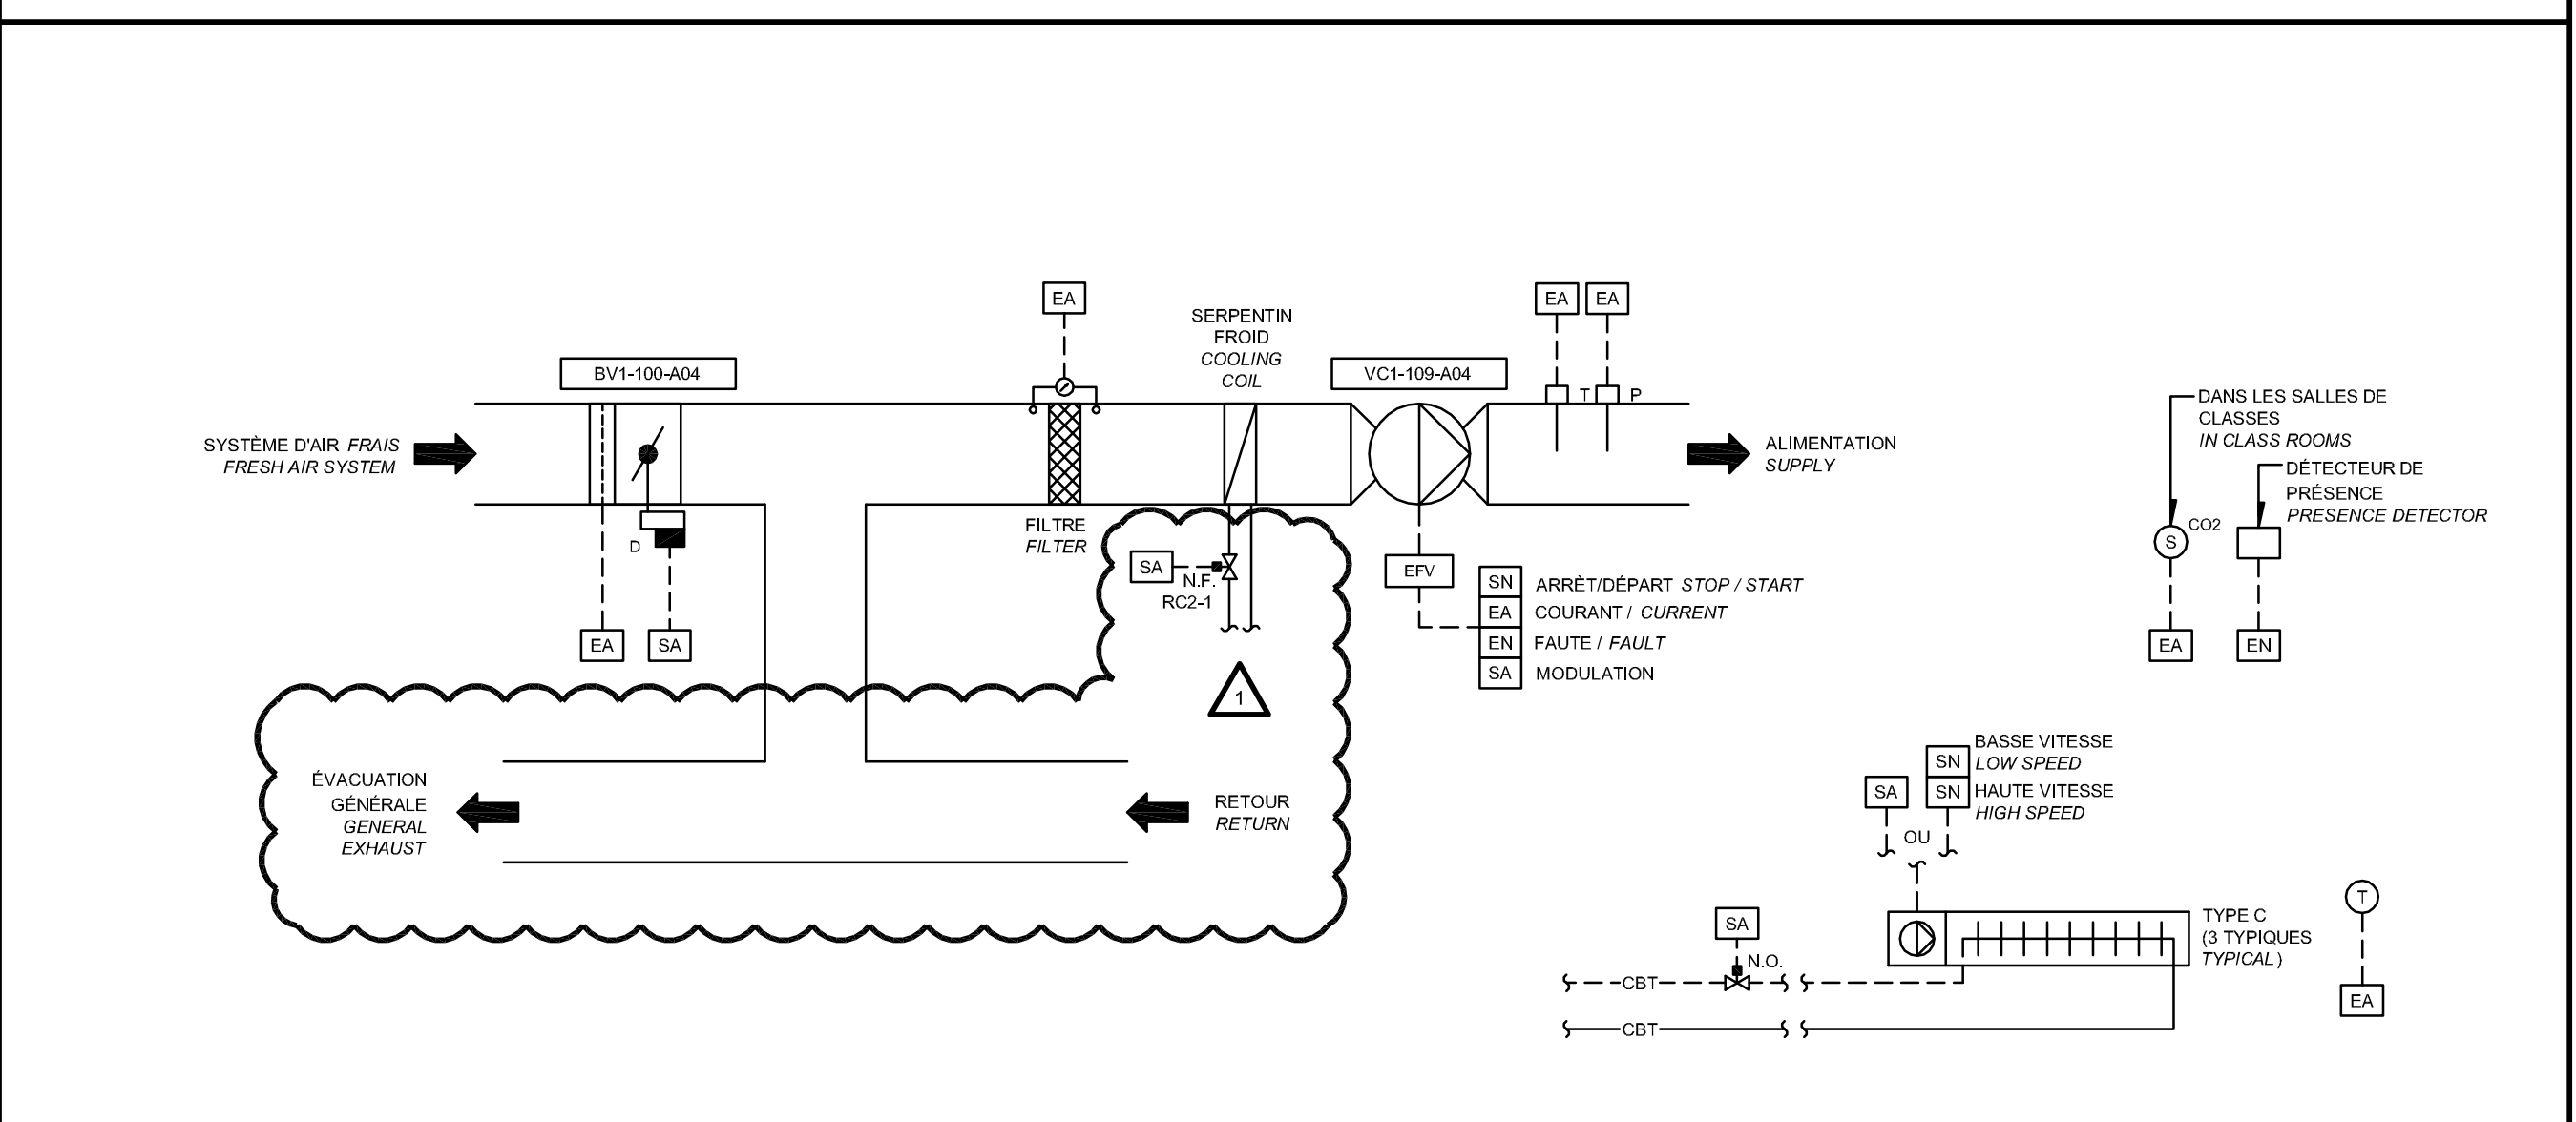 EA
EA
EA
SERPENTIN
FROID
COOLING
COIL
BV1-100-A04
VC1-109-A04
T
P
SYSTÈME D'AIR FRAIS
FRESH AIR SYSTEM
ALIMENTATION
SUPPLY
DANS LES SALLES DE
CLASSES
IN CLASS ROOMS
DÉTECTEUR DE
PRÉSENCE
PRESENCE DETECTOR
CO2
S
EA
EN
FILTRE
FILTER
D
EA
SA
SA
N.F.
RC2-1
EFV
SN ARRÈT/DÉPART STOP / START
EA COURANT / CURRENT
EN FAUTE / FAULT
SA MODULATION
1
ÉVACUATION
GÉNÉRALE
GENERAL
EXHAUST
RETOUR
RETURN
SN BASSE VITESSE
LOW SPEED
SA
SN HAUTE VITESSE
HIGH SPEED
OU
TYPE C
(3 TYPIQUES
TYPICAL)
T
EA
SA
N.O.
CBT
CBT